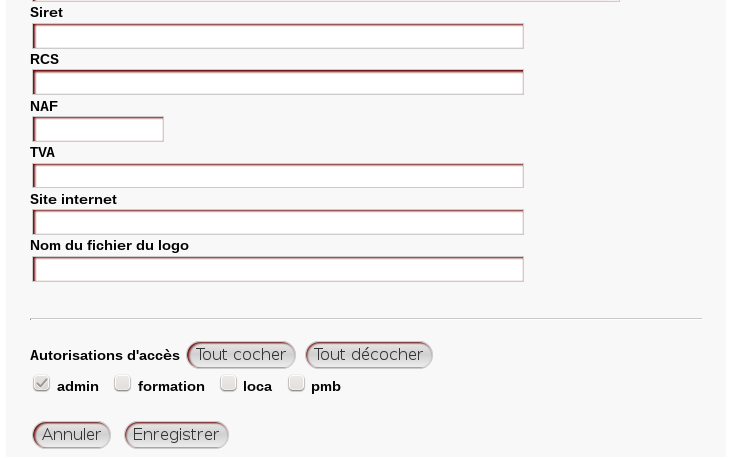 Siret
RCS
NAF
TVA
Site internet
Nom du fichier du logo
Autorisations d'accès Tout cocher Tout décocher
admin formation loca pmb
Annuler Enregistrer